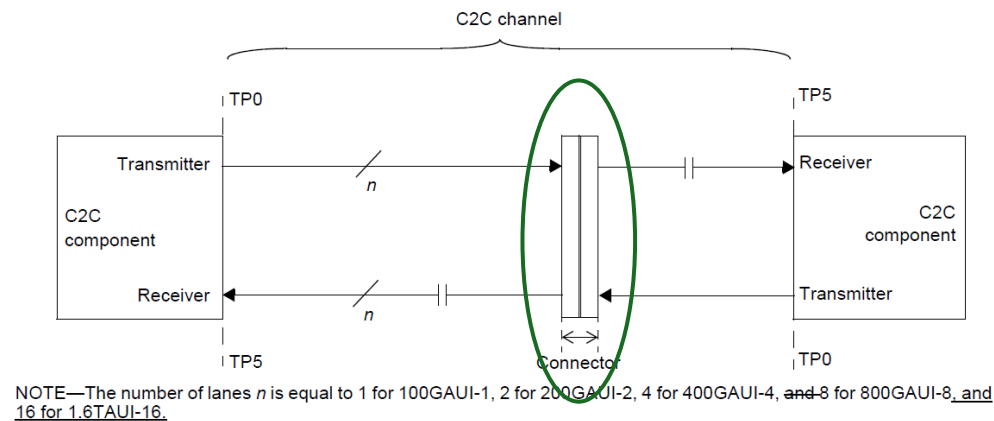 C2C channel
TP0
TP5
Transmitter
Receiver
n
C2C
component
C2C
component
Receiver
Transmitter
n
Connector
TP5
TP0
NOTE—The number of lanes n is equal to 1 for 100GAUI-1, 2 for 200GAUI-2, 4 for 400GAUI-4, and 8 for 800GAUI-8, and
16 for 1.6TAUI-16.